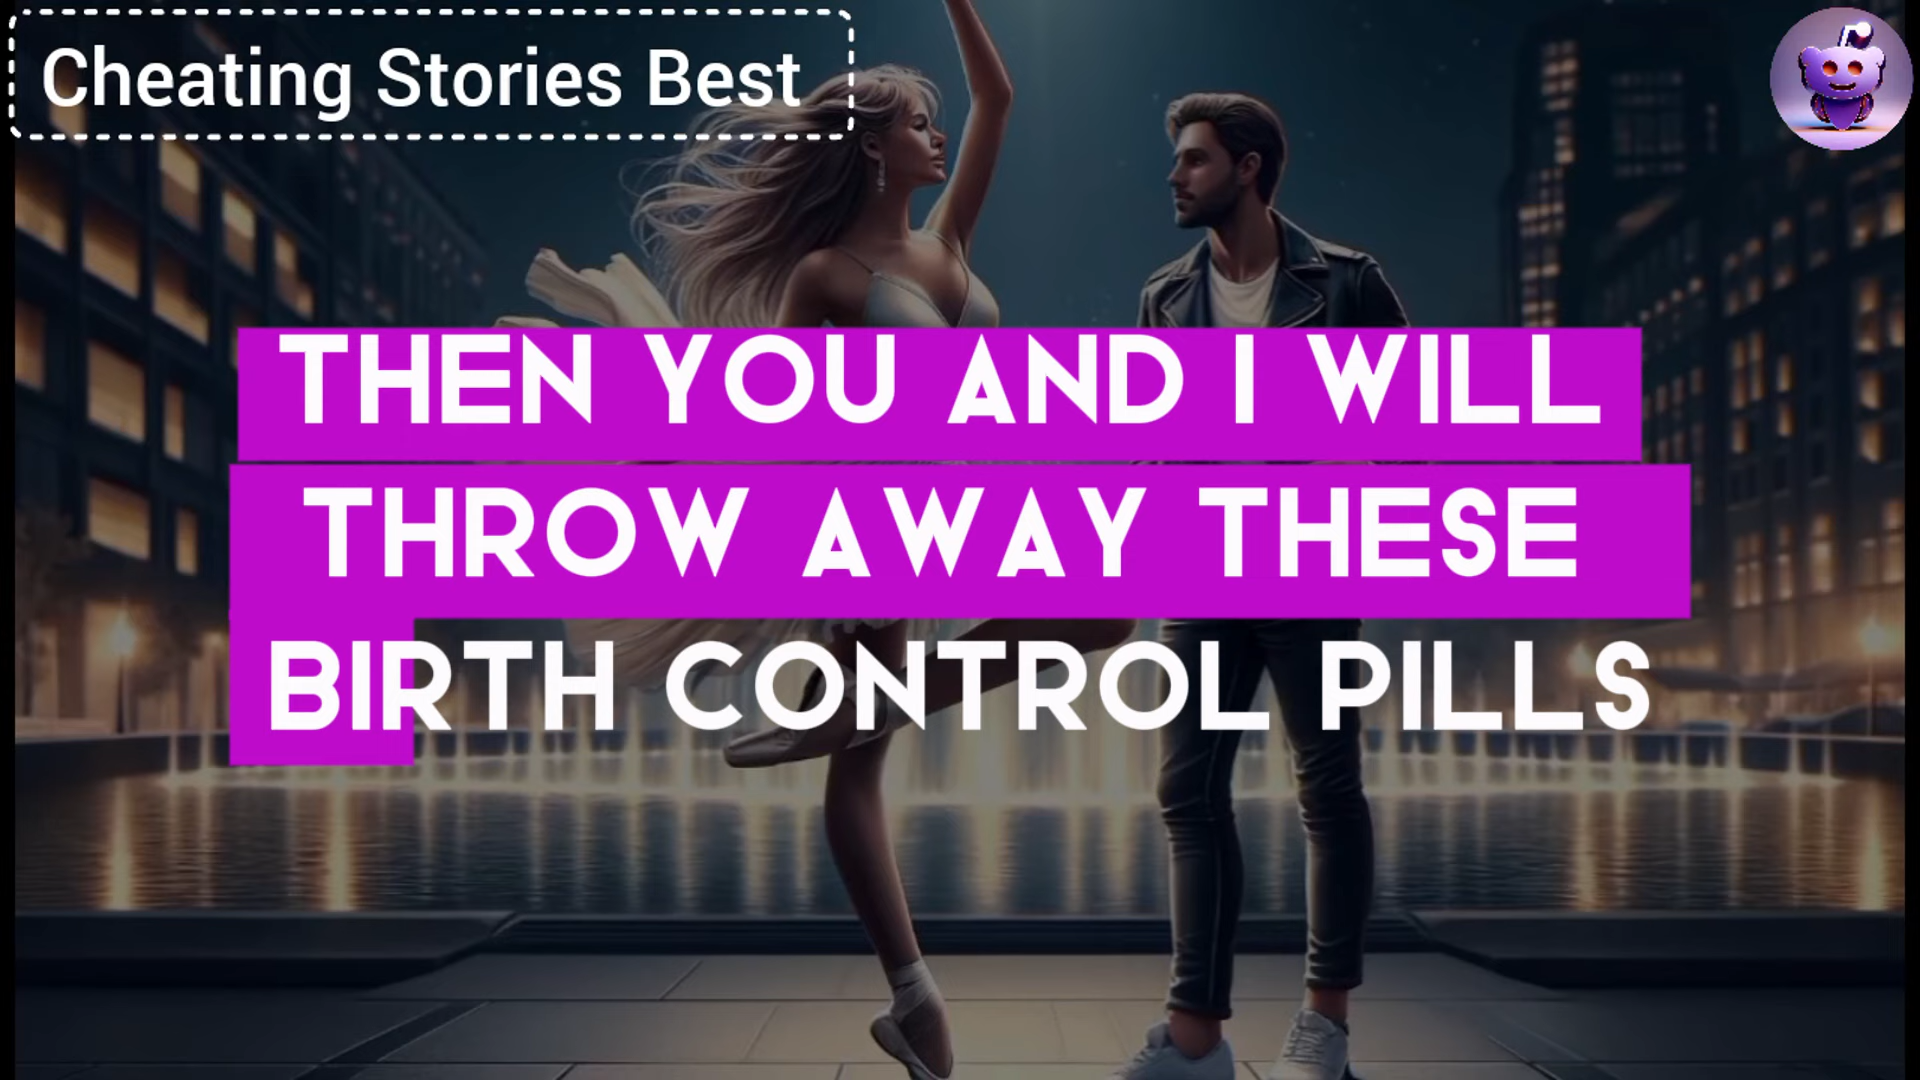 Cheating Stories Best
THEN YOU AND I WILL
THROW AWAY THESE
BIRTH CONTROL PILLS